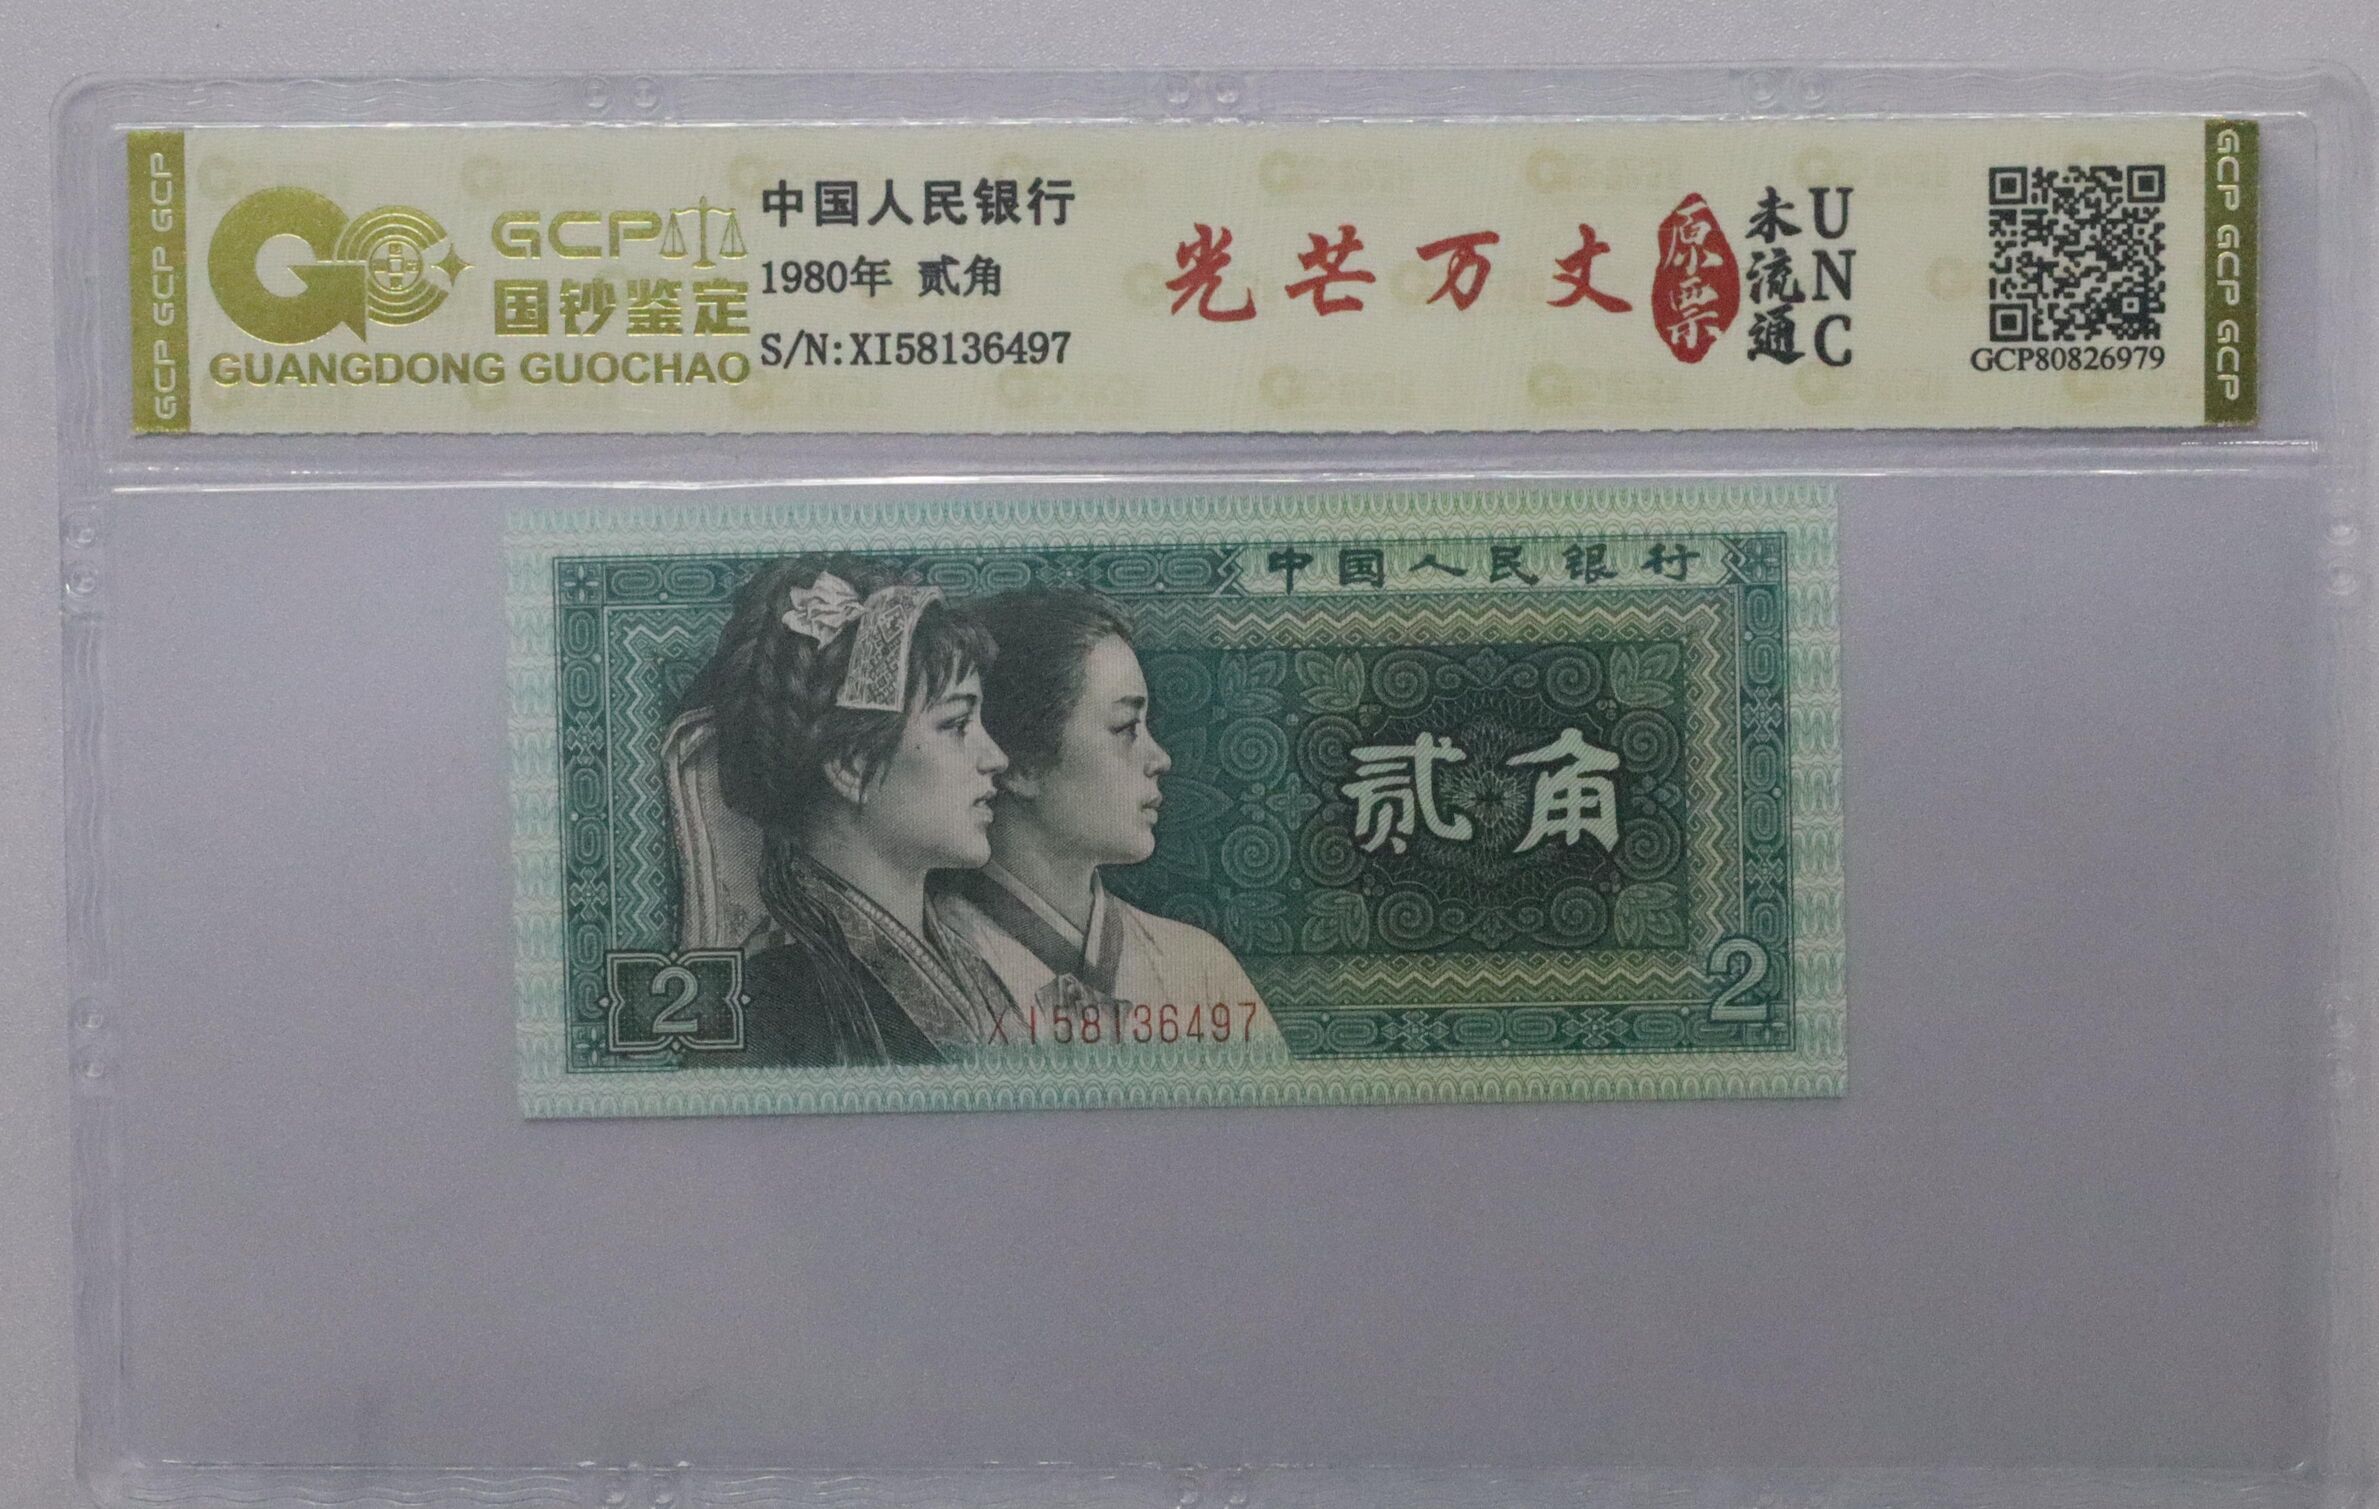 GCP GCP GCP
GCP
国钞鉴定
GUANGDONG GUOCHAO
中国人民银行
1980年 贰角
S/N:XI58136497
光芒万丈
原票
未流通
UNC
GCP80826979
GCP GCP GCP
中国人民银行
贰角
2
XI58136497
2